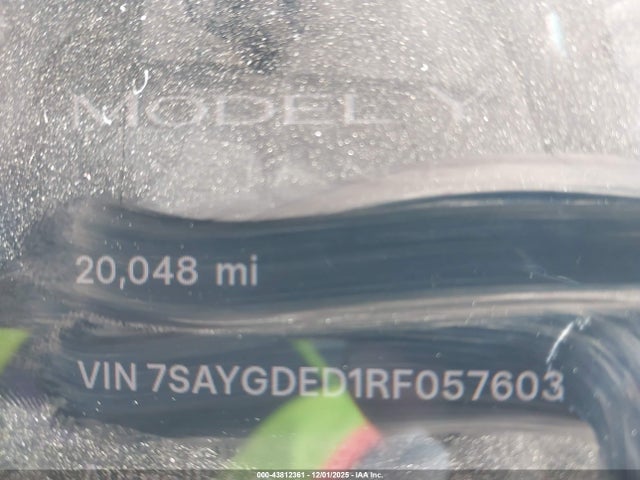 MODEL Y
20,048 mi
VIN 7SAYGDED1RF057603
000-43812361 - 12/01/2025 - IAA Inc.